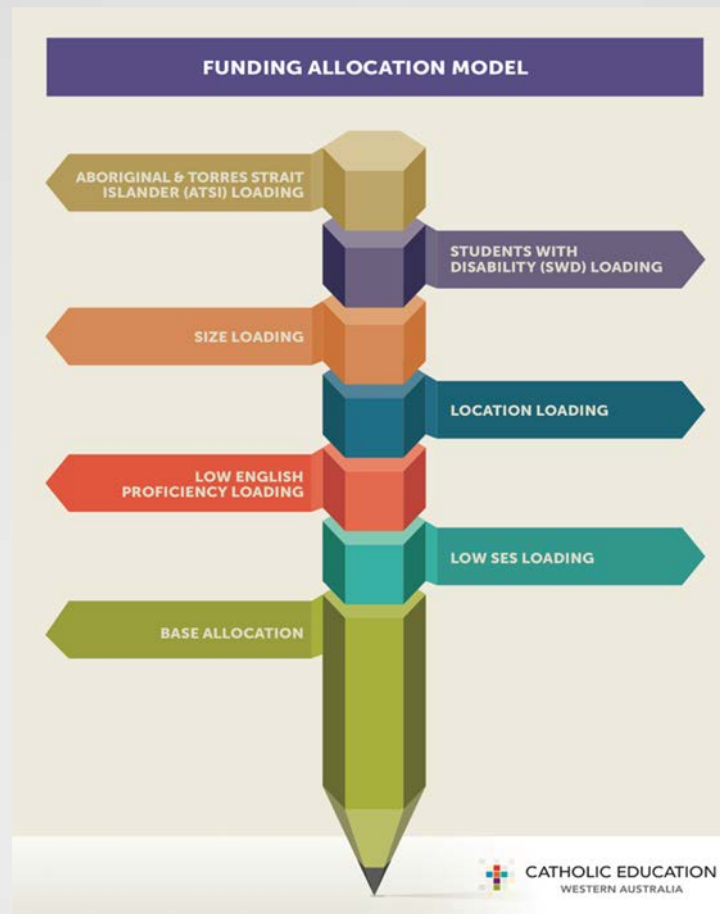 FUNDING ALLOCATION MODEL
ABORIGINAL & TORRES STRAIT
ISLANDER (ATSI) LOADING
STUDENTS WITH
DISABILITY (SWD) LOADING
SIZE LOADING
LOCATION LOADING
LOW ENGLISH
PROFICIENCY LOADING
LOW SES LOADING
BASE ALLOCATION
CATHOLIC EDUCATION
WESTERN AUSTRALIA